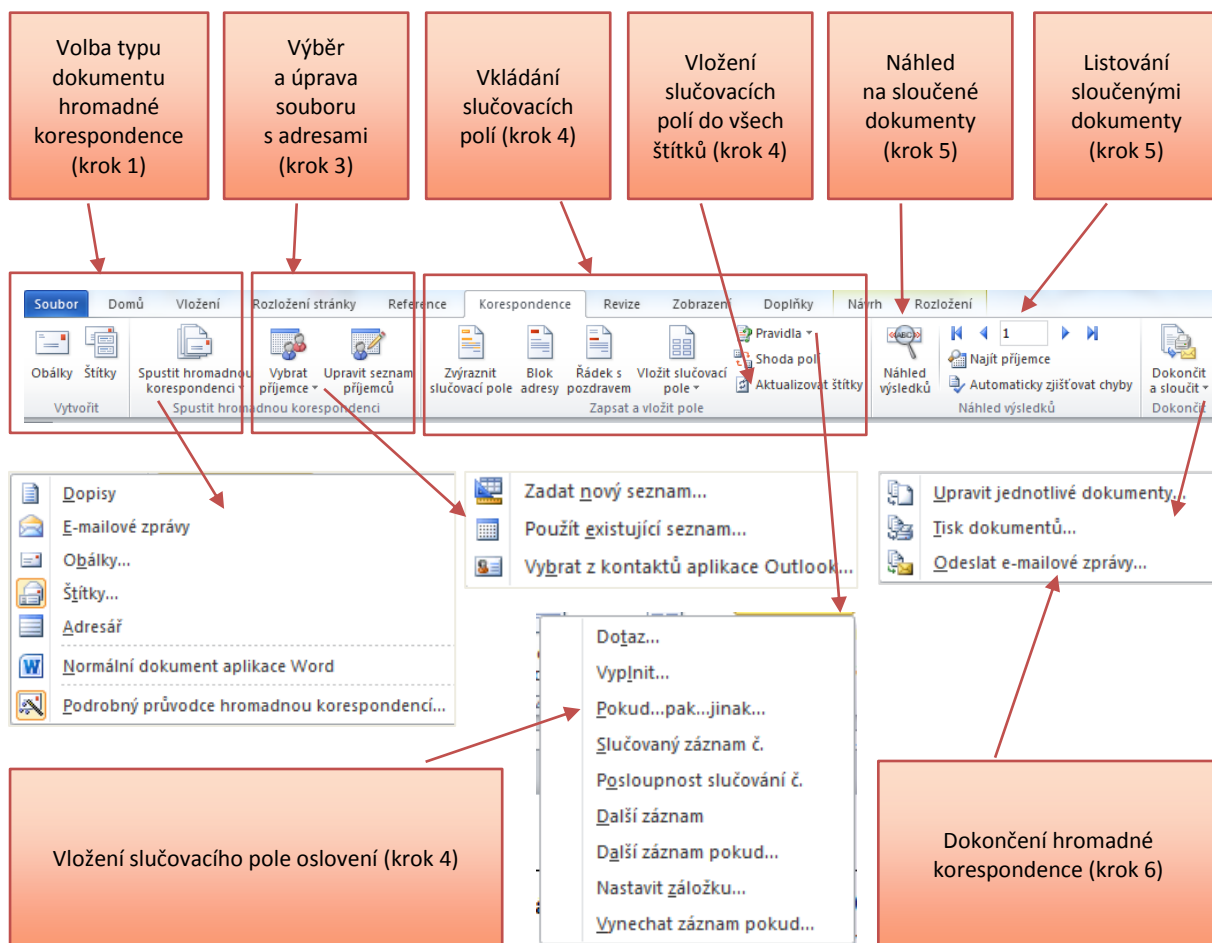 Volba typu
dokumentu
hromadné
korespondence
(krok 1)
Výběr
a úprava
souboru
s adresami
(krok 3)
Vkládání
slučovacích
polí (krok 4)
Vložení
slučovacích
polí do všech
štítků (krok 4)
Náhled
na sloučené
dokumenty
(krok 5)
Listování
sloučenými
dokumenty
(krok 5)
Soubor Domů Vložení Rozložení stránky Reference Korespondence Revize Zobrazení Doplňky Návrh Rozložení
Obálky Štítky
Vytvořit
Spustit hromadnou
korespondenci
Vybrat
příjemce
Upravit seznam
příjemců
Spustit hromadnou korespondenci
Zvýraznit
slučovací pole
Blok
adresy
Řádek s
pozdravem
Vložit slučovací
pole
Pravidla
Shoda polí
Aktualizovat štítky
Zapsat a vložit pole
«ABC»
Náhled
výsledků
1
Najít příjemce
Automaticky zjišťovat chyby
Náhled výsledků
Dokončit
a sloučit
Dokončit
Dopisy
E-mailové zprávy
Obálky...
Štítky...
Adresář
Normální dokument aplikace Word
Podrobný průvodce hromadnou korespondencí...
Zadat nový seznam...
Použít existující seznam...
Vybrat z kontaktů aplikace Outlook...
Upravit jednotlivé dokumenty...
Tisk dokumentů...
Odeslat e-mailové zprávy...
Dotaz...
Vyplnit...
Pokud...pak...jinak...
Slučovaný záznam č.
Posloupnost slučování č.
Další záznam
Další záznam pokud...
Nastavit záložku...
Vynechat záznam pokud...
Vložení slučovacího pole oslovení (krok 4)
Dokončení hromadné
korespondence (krok 6)